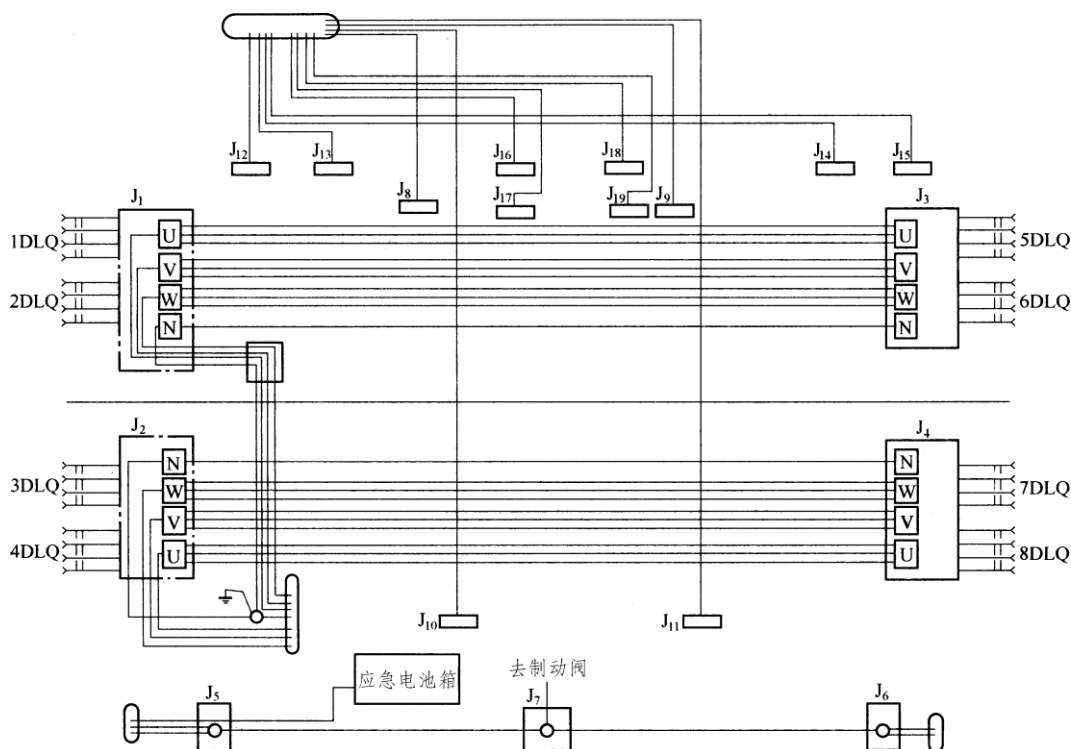 J12
J13
J16
J18
J14
J15
J8
J17
J19
J9
J1
J3
1DLQ
U
U
5DLQ
V
V
2DLQ
W
W
6DLQ
N
N
J2
J4
3DLQ
N
N
7DLQ
W
W
V
V
4DLQ
U
U
8DLQ
J10
J11
应急电池箱
去制动阀
J5
J7
J6